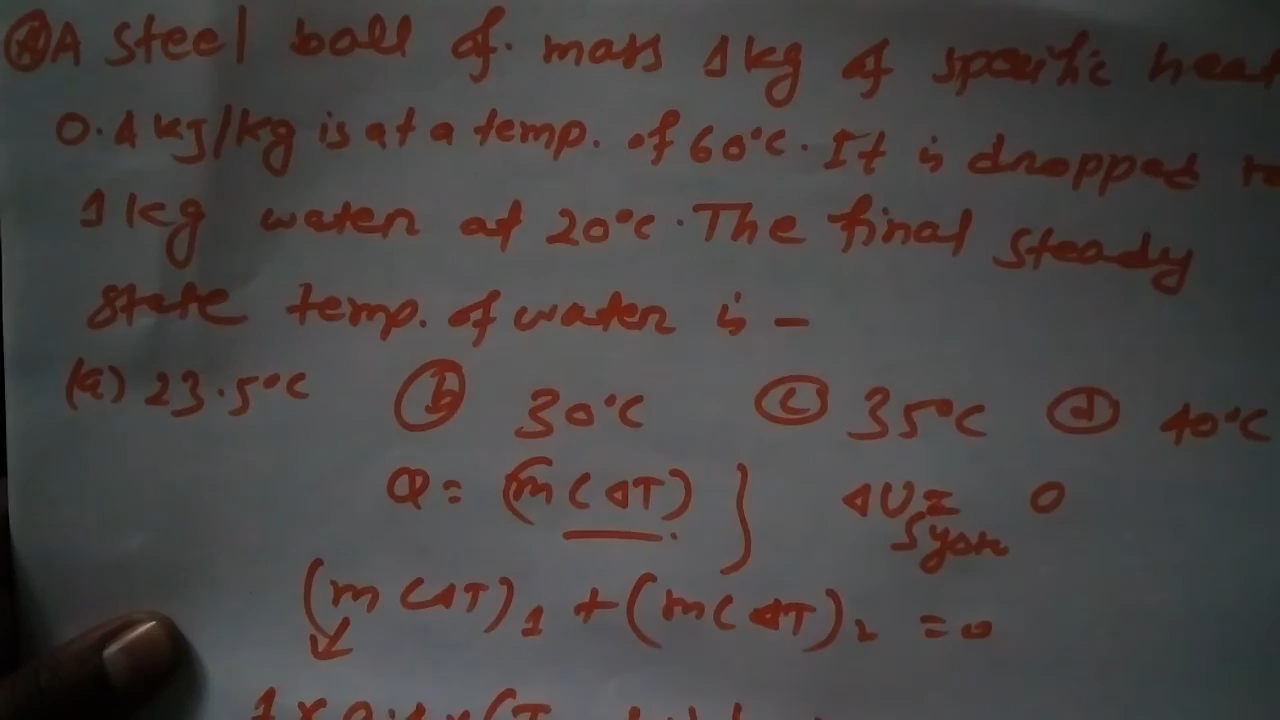 A steel ball of mass 1kg of specific heat
0.4 kJ/kg is at a temp. of 60°C. It is dropped to
1 kg water at 20°C. The final steady
state temp. of water is -
(a) 23.5°C (b) 30°C (c) 35°C (d) 40°C
Q = (mCΔT) } ΔU = 0
Sysm
(mCΔT)1 + (mCΔT)2 = 0